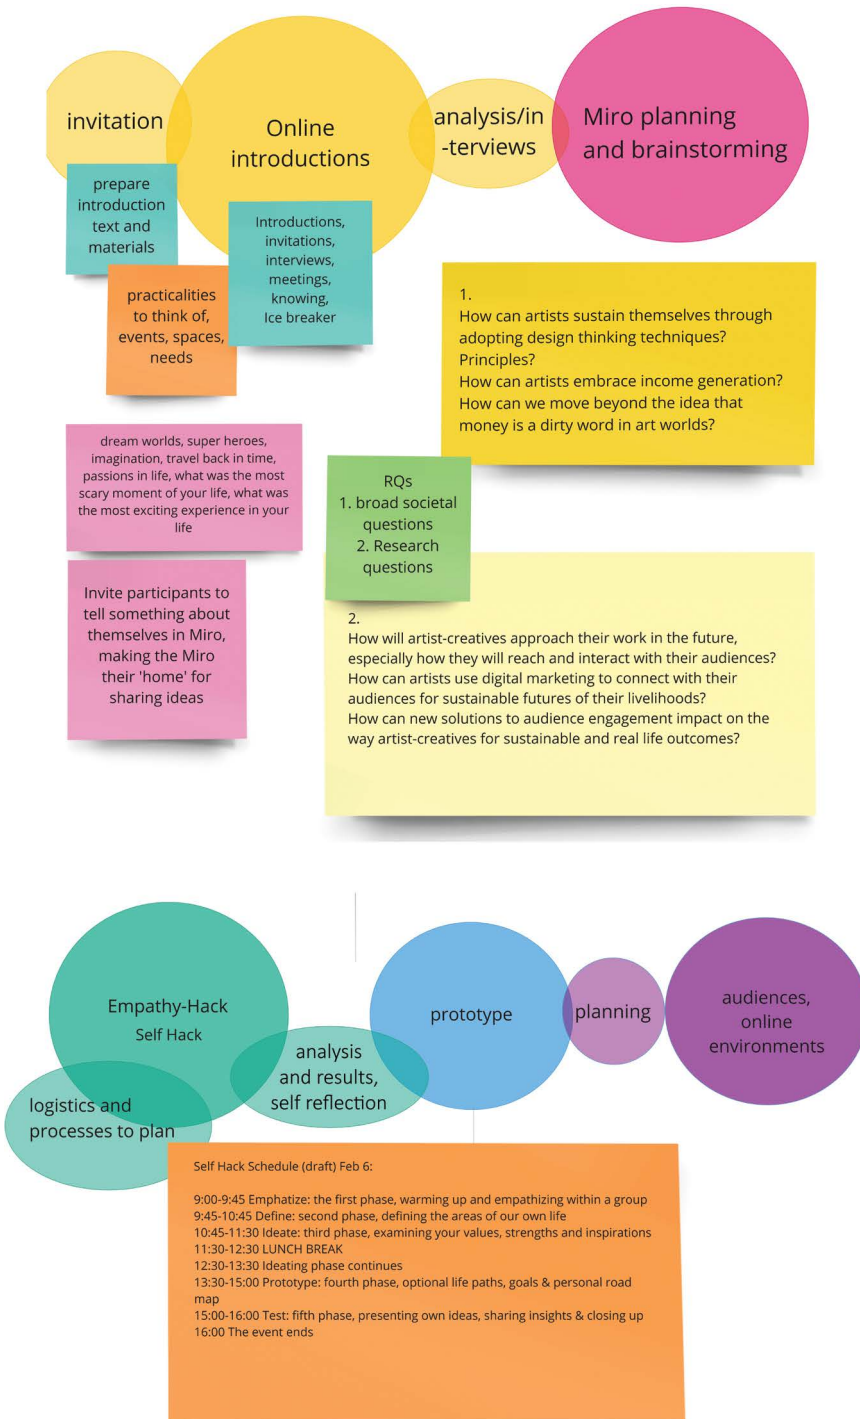 invitation
Online
introductions
analysis/in
-terviews
Miro planning
and brainstorming
prepare
introduction
text and
materials
Introductions,
invitations,
interviews,
meetings,
knowing,
Ice breaker
practicalities
to think of,
events, spaces,
needs
1.
How can artists sustain themselves through
adopting design thinking techniques?
Principles?
How can artists embrace income generation?
How can we move beyond the idea that
money is a dirty word in art worlds?
dream worlds, super heroes,
imagination, travel back in time,
passions in life, what was the most
scary moment of your life, what was
the most exciting experience in your
life
RQs
1. broad societal
questions
2. Research
questions
Invite participants to
tell something about
themselves in Miro,
making the Miro
their 'home' for
sharing ideas
2.
How will artist-creatives approach their work in the future,
especially how they will reach and interact with their audiences?
How can artists use digital marketing to connect with their
audiences for sustainable futures of their livelihoods?
How can new solutions to audience engagement impact on the
way artist-creatives for sustainable and real life outcomes?
Empathy-Hack
Self Hack
logistics and
processes to plan
analysis
and results,
self reflection
prototype
planning
audiences,
online
environments
Self Hack Schedule (draft) Feb 6:
9:00-9:45 Emphatize: the first phase, warming up and empathizing within a group
9:45-10:45 Define: second phase, defining the areas of our own life
10:45-11:30 Ideate: third phase, examining your values, strengths and inspirations
11:30-12:30 LUNCH BREAK
12:30-13:30 Ideating phase continues
13:30-15:00 Prototype: fourth phase, optional life paths, goals & personal road
map
15:00-16:00 Test: fifth phase, presenting own ideas, sharing insights & closing up
16:00 The event ends